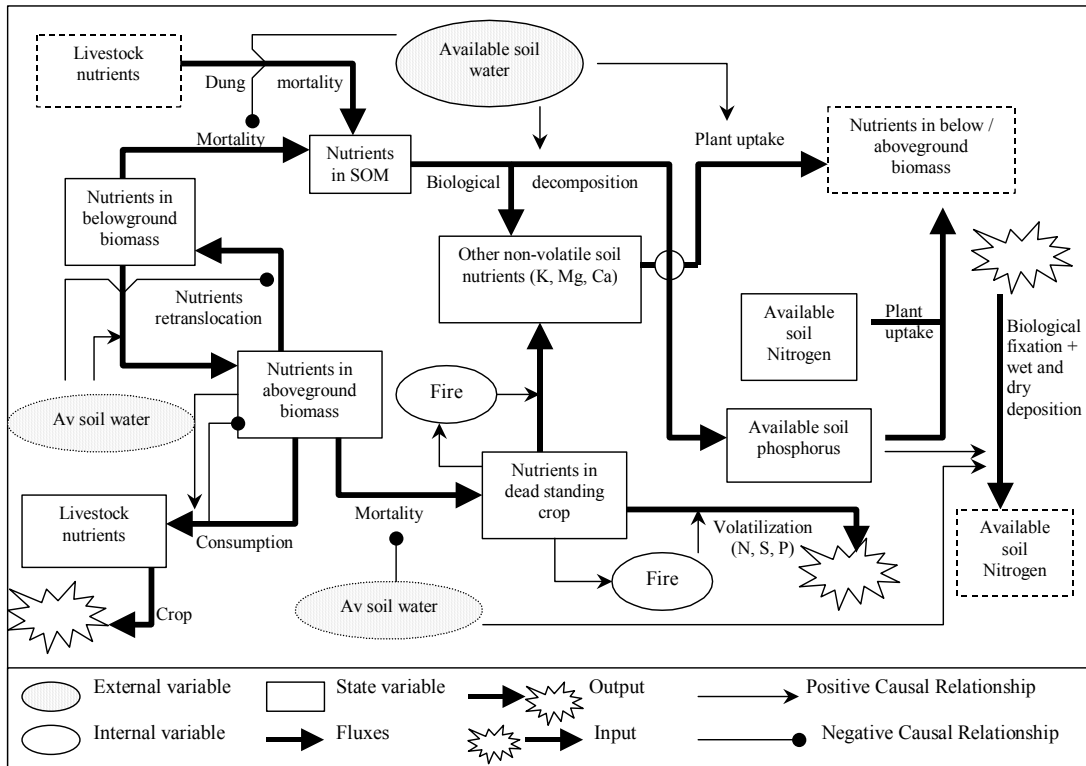 Livestock
nutrients
Available soil
water
Dung mortality
Mortality
Nutrients
in SOM
Biological decomposition
Plant uptake
Nutrients in below /
aboveground
biomass
Nutrients in
belowground
biomass
Other non-volatile soil
nutrients (K, Mg, Ca)
Nutrients
retranslocation
Available
soil
Nitrogen
Plant
uptake
Biological
fixation +
wet and
dry
deposition
Nutrients in
aboveground
biomass
Fire
Av soil water
Available soil
phosphorus
Nutrients in
dead standing
crop
Livestock
nutrients
Consumption
Mortality
Volatilization
(N, S, P)
Available
soil
Nitrogen
Fire
Av soil water
Crop
External variable
State variable
Output
Positive Causal Relationship
Internal variable
Fluxes
Input
Negative Causal Relationship